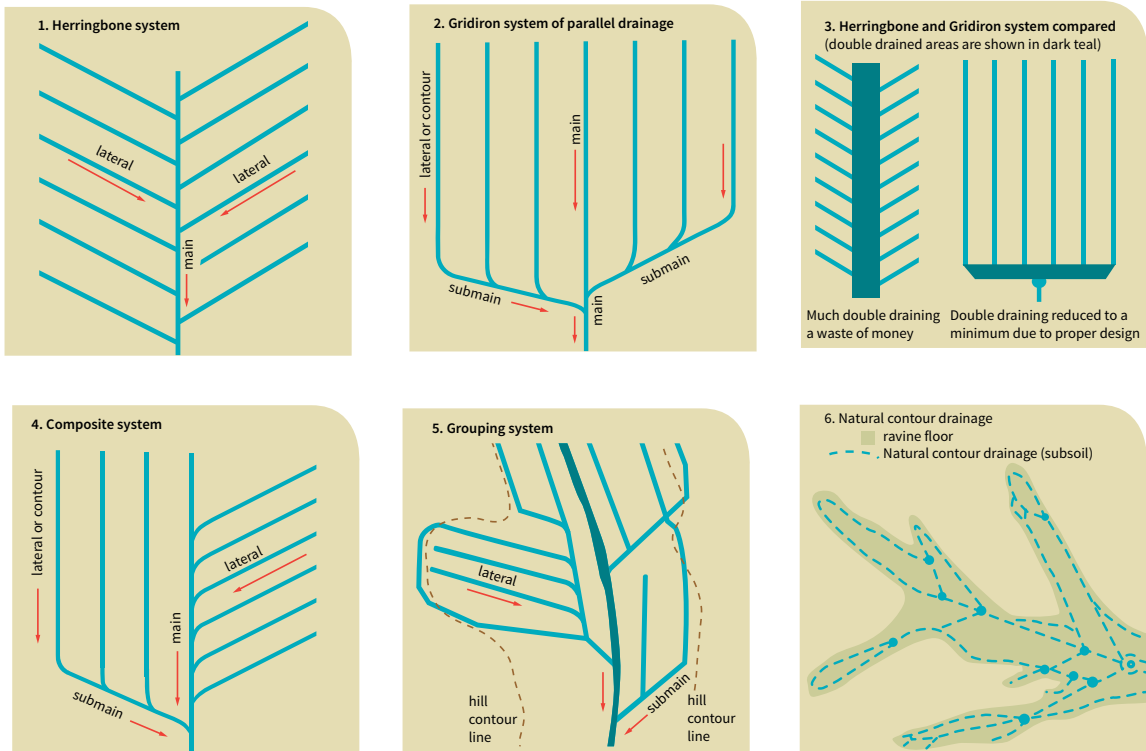 1. Herringbone system
lateral
lateral
main
2. Gridiron system of parallel drainage
lateral or contour
main
submain
submain
main
3. Herringbone and Gridiron system compared
(double drained areas are shown in dark teal)
Much double draining
a waste of money
Double draining reduced to a
minimum due to proper design
4. Composite system
lateral or contour
lateral
main
submain
5. Grouping system
lateral
submain
hill
contour
line
hill
contour
line
6. Natural contour drainage
ravine floor
Natural contour drainage (subsoil)